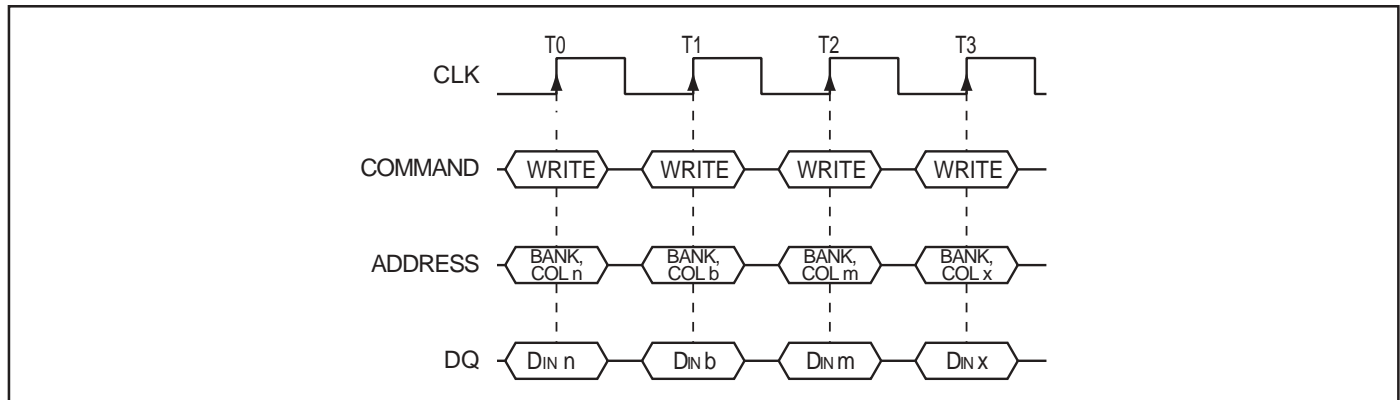 T0 T1 T2 T3
CLK
COMMAND WRITE WRITE WRITE WRITE
ADDRESS BANK, COL n BANK, COL b BANK, COL m BANK, COL x
DQ DIN n DIN b DIN m DIN x